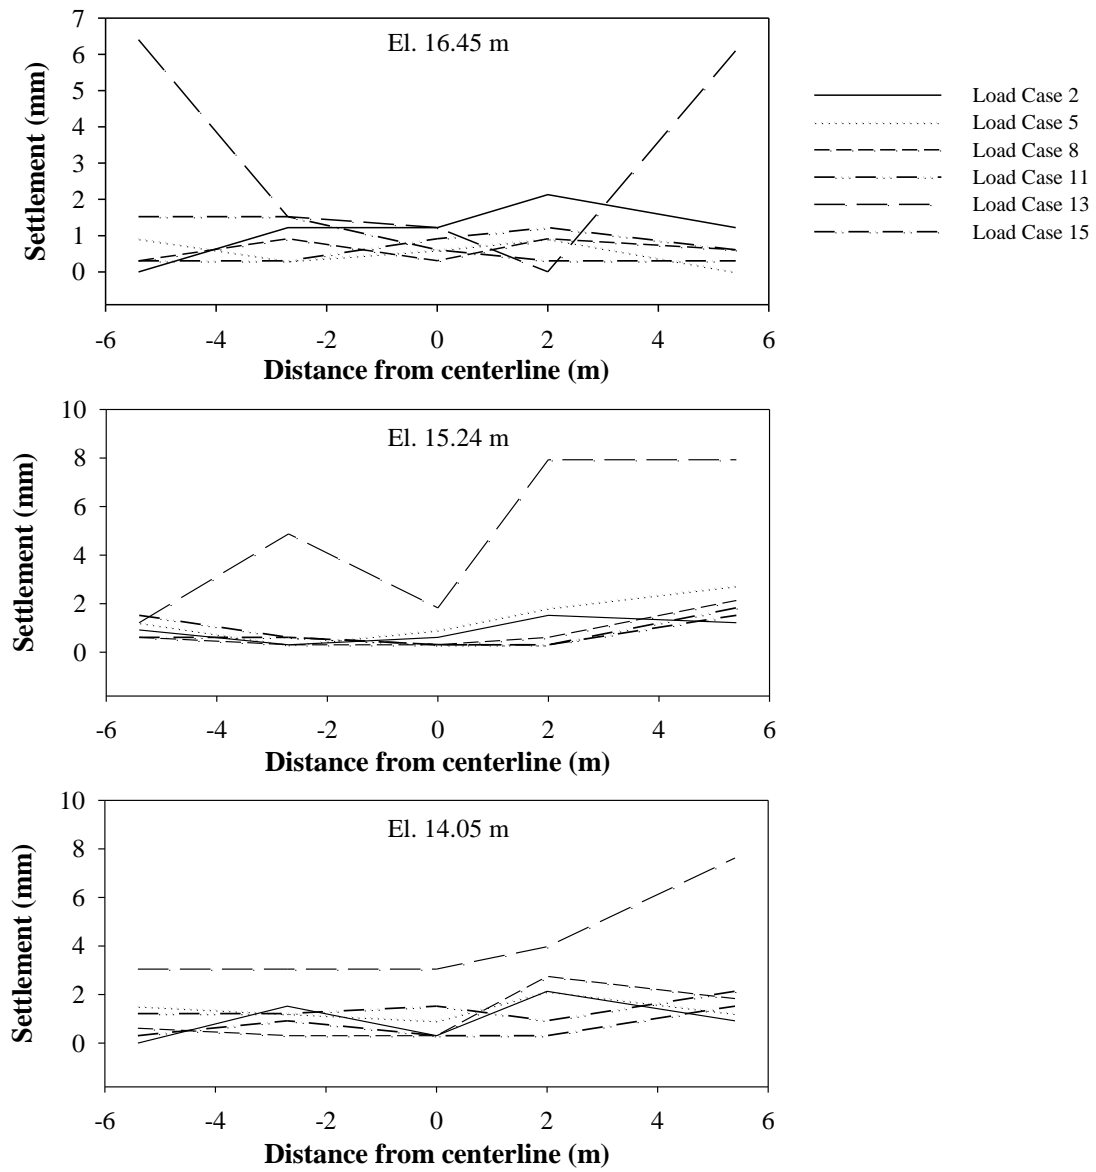 El. 16.45 m
7
6
5
4
3
2
1
0
Settlement (mm)
-6 -4 -2 0 2 4 6
Distance from centerline (m)
Load Case 2
Load Case 5
Load Case 8
Load Case 11
Load Case 13
Load Case 15
El. 15.24 m
10
8
6
4
2
0
Settlement (mm)
-6 -4 -2 0 2 4 6
Distance from centerline (m)
El. 14.05 m
10
8
6
4
2
0
Settlement (mm)
-6 -4 -2 0 2 4 6
Distance from centerline (m)